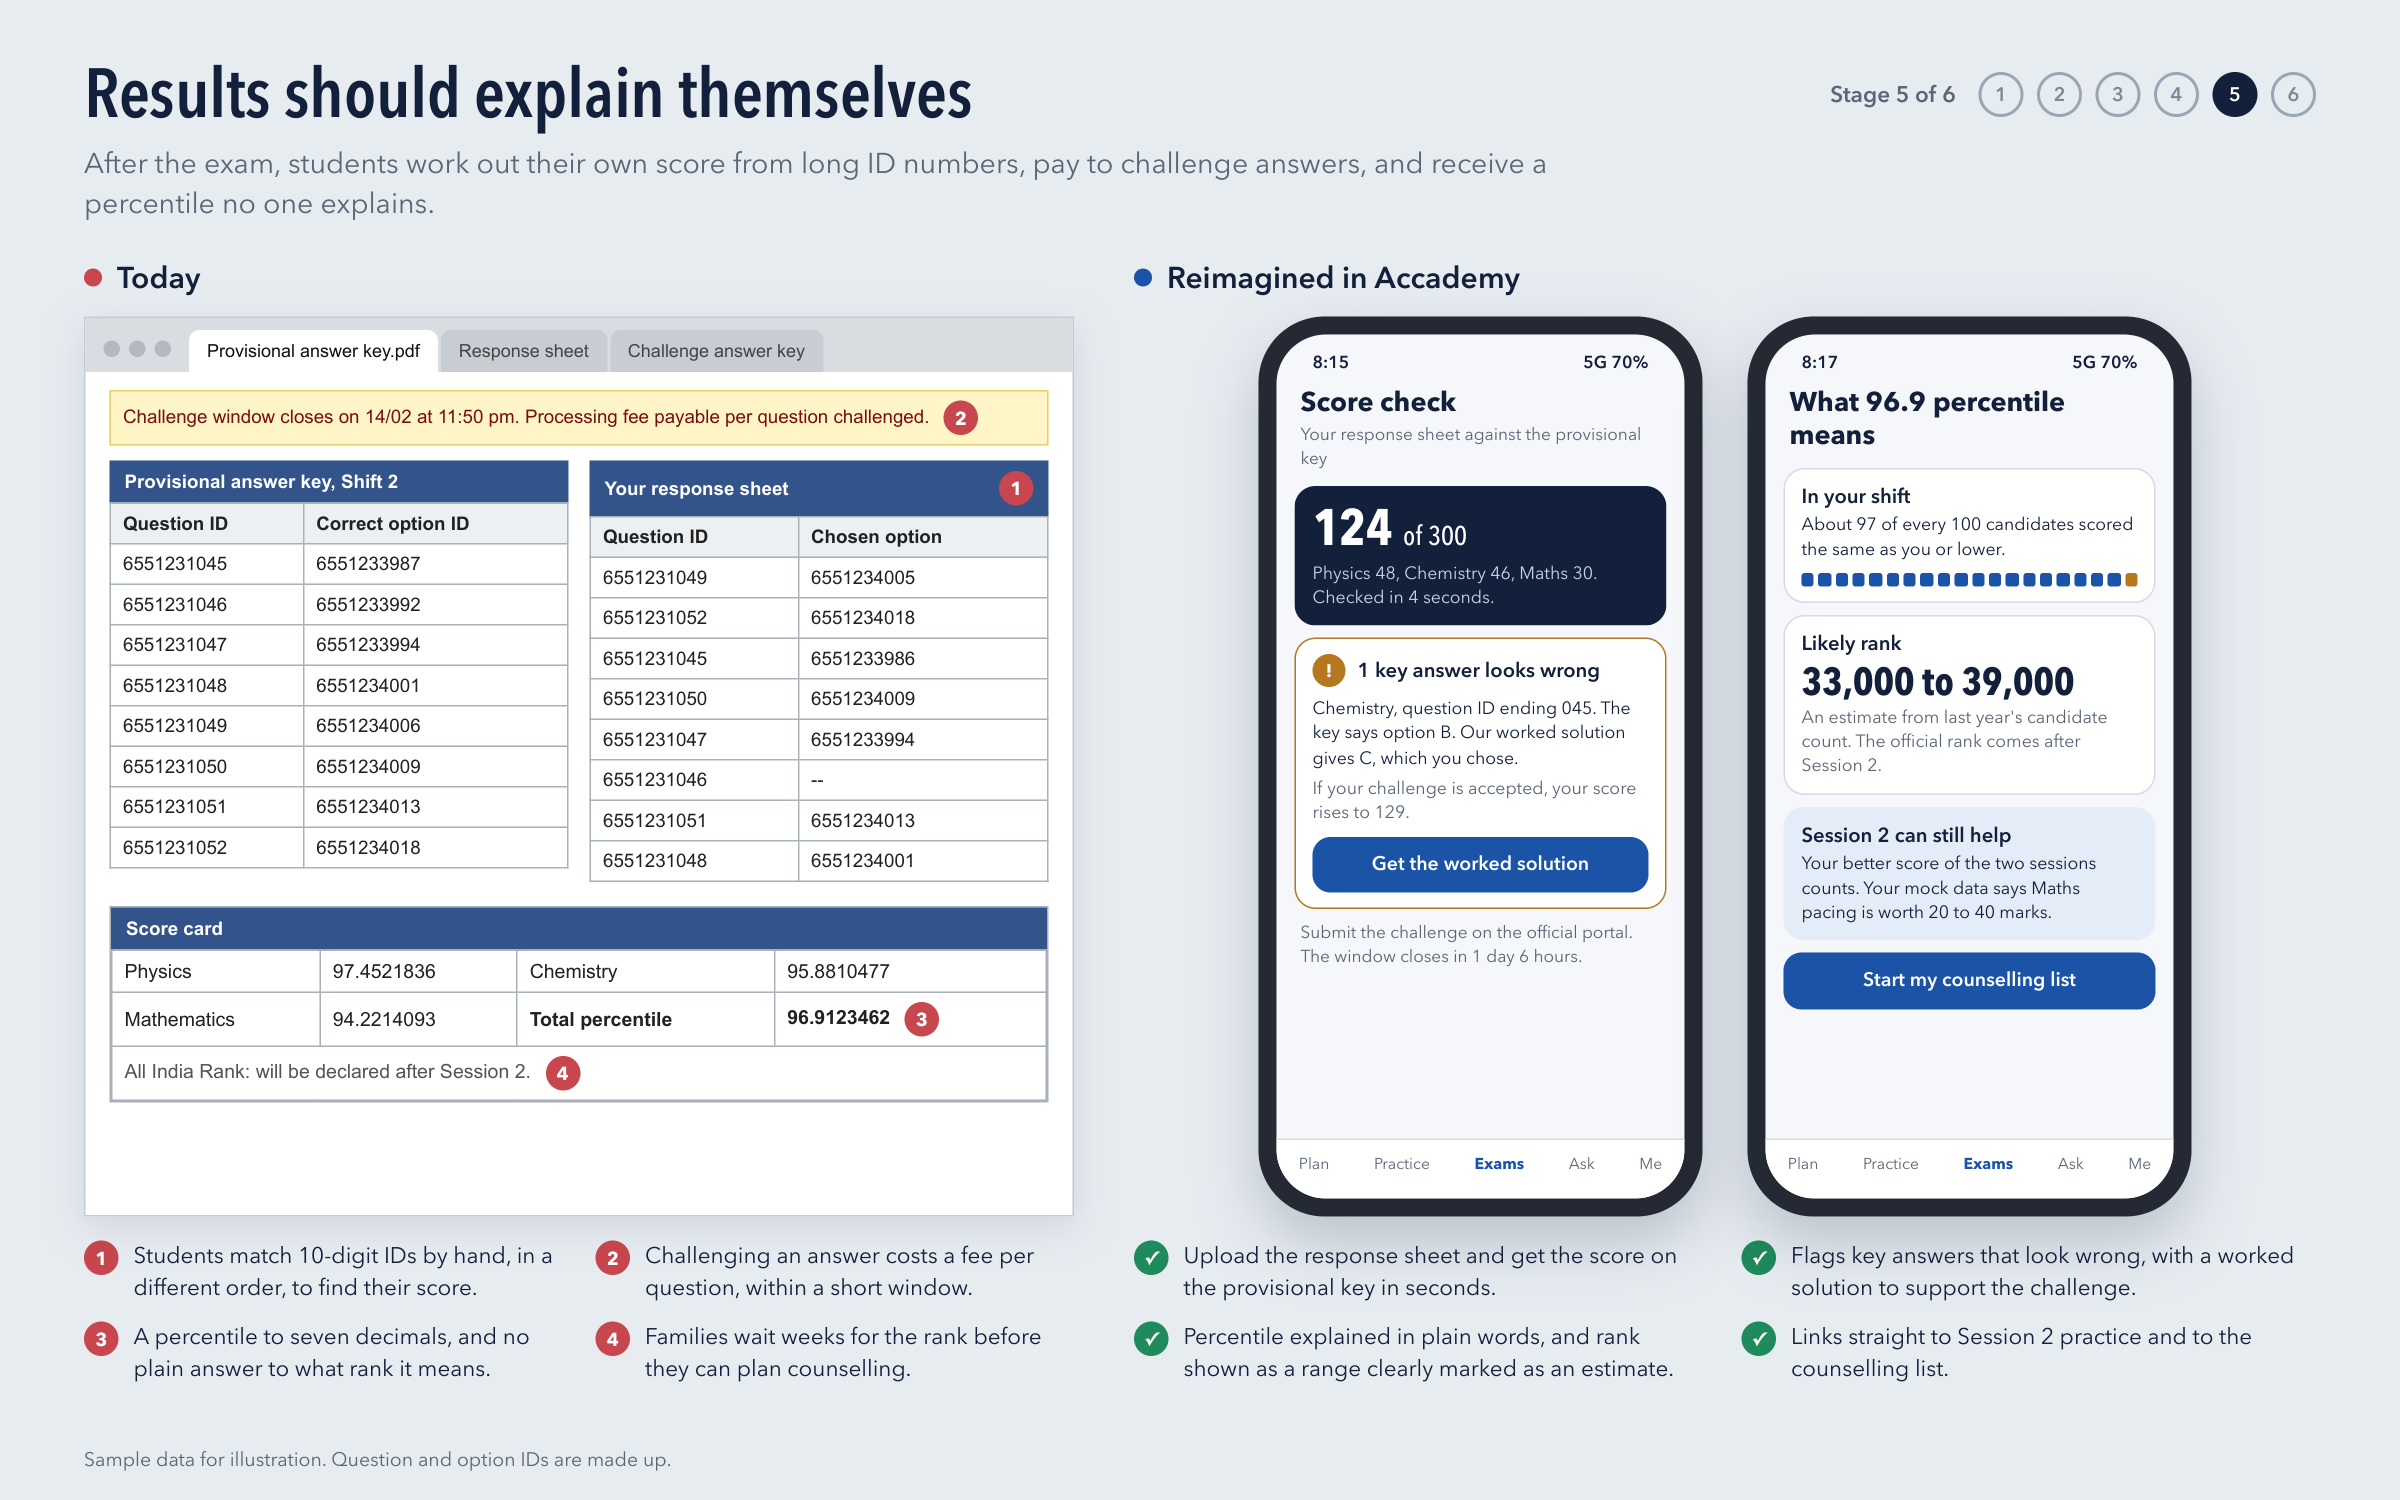 Results should explain themselves
Stage 5 of 6 1 2 3 4 5 6
After the exam, students work out their own score from long ID numbers, pay to challenge answers, and receive a
percentile no one explains.
Today
Provisional answer key.pdf Response sheet Challenge answer key
Challenge window closes on 14/02 at 11:50 pm. Processing fee payable per question challenged. 2
Provisional answer key, Shift 2
Question ID Correct option ID
6551231045 6551233987
6551231046 6551233992
6551231047 6551233994
6551231048 6551234001
6551231049 6551234006
6551231050 6551234009
6551231051 6551234013
6551231052 6551234018
Your response sheet 1
Question ID Chosen option
6551231049 6551234005
6551231052 6551234018
6551231045 6551233986
6551231050 6551234009
6551231047 6551233994
6551231046 --
6551231051 6551234013
6551231048 6551234001
Score card
Physics 97.4521836 Chemistry 95.8810477
Mathematics 94.2214093 Total percentile 96.9123462 3
All India Rank: will be declared after Session 2. 4
1 Students match 10-digit IDs by hand, in a
different order, to find their score.
2 Challenging an answer costs a fee per
question, within a short window.
3 A percentile to seven decimals, and no
plain answer to what rank it means.
4 Families wait weeks for the rank before
they can plan counselling.
Reimagined in Accademy
8:15 5G 70%
Score check
Your response sheet against the provisional
key
124 of 300
Physics 48, Chemistry 46, Maths 30.
Checked in 4 seconds.
! 1 key answer looks wrong
Chemistry, question ID ending 045. The
key says option B. Our worked solution
gives C, which you chose.
If your challenge is accepted, your score
rises to 129.
Get the worked solution
Submit the challenge on the official portal.
The window closes in 1 day 6 hours.
Plan Practice Exams Ask Me
8:17 5G 70%
What 96.9 percentile
means
In your shift
About 97 of every 100 candidates scored
the same as you or lower.
Likely rank
33,000 to 39,000
An estimate from last year's candidate
count. The official rank comes after
Session 2.
Session 2 can still help
Your better score of the two sessions
counts. Your mock data says Maths
pacing is worth 20 to 40 marks.
Start my counselling list
Plan Practice Exams Ask Me
✓ Upload the response sheet and get the score on
the provisional key in seconds.
✓ Flags key answers that look wrong, with a worked
solution to support the challenge.
✓ Percentile explained in plain words, and rank
shown as a range clearly marked as an estimate.
✓ Links straight to Session 2 practice and to the
counselling list.
Sample data for illustration. Question and option IDs are made up.